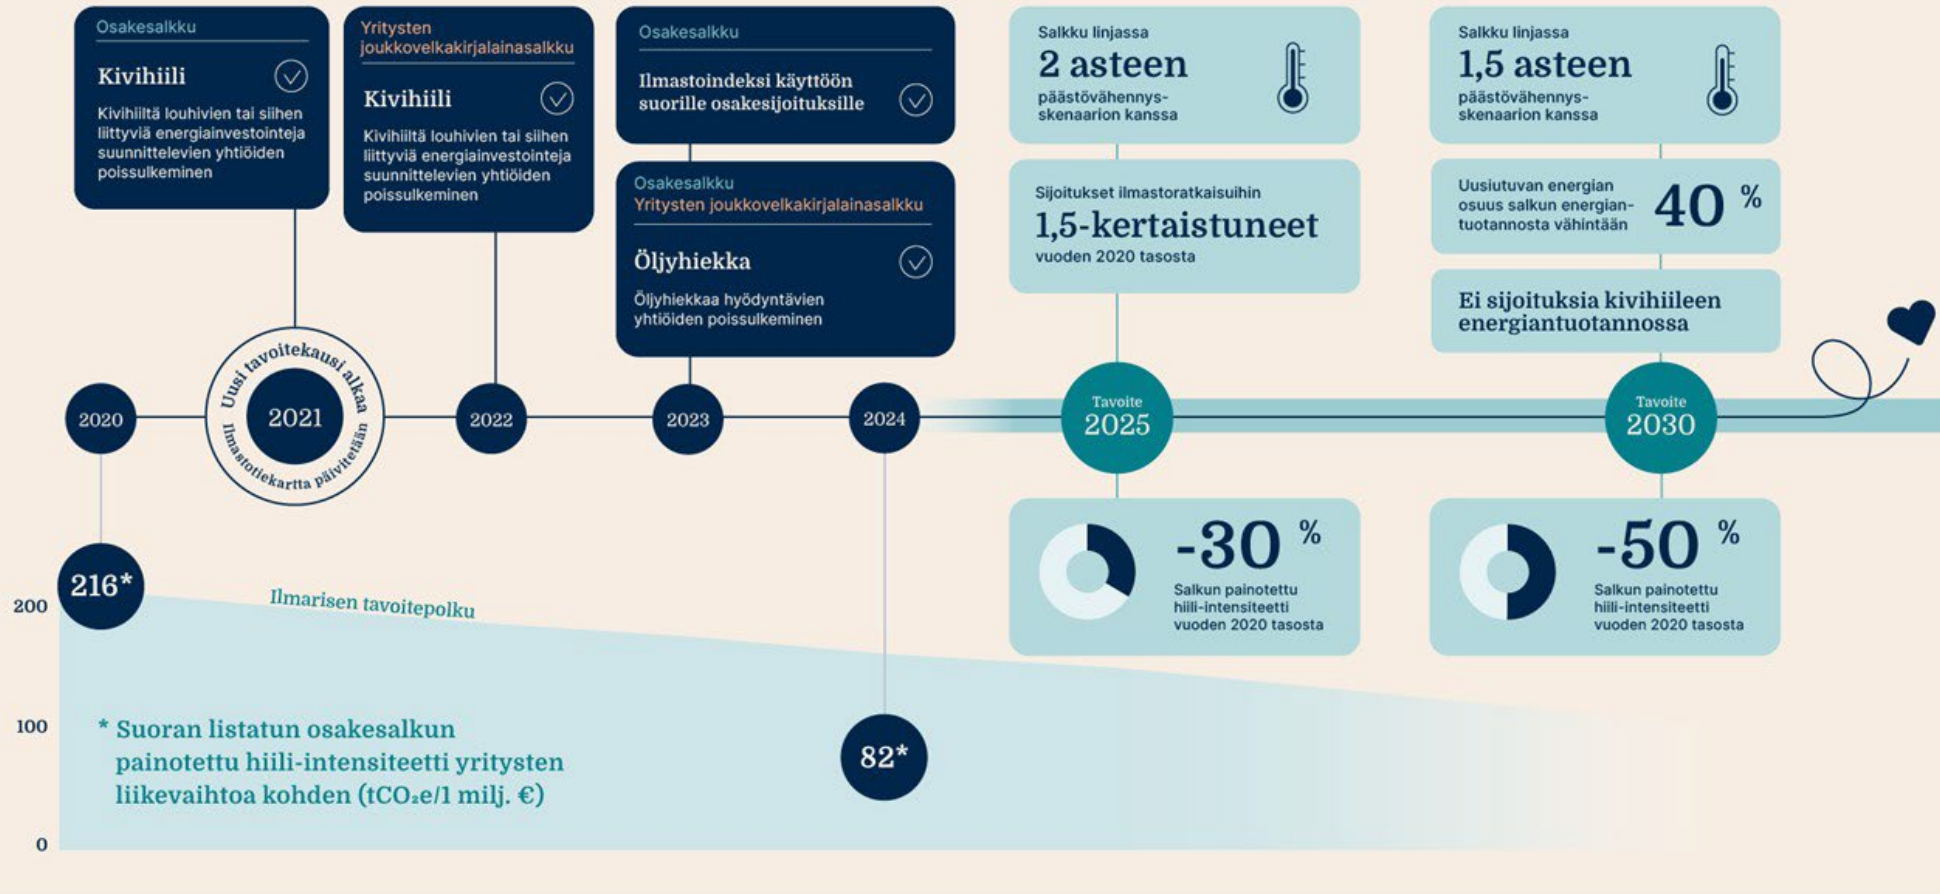 Osakesalkku
Kivihiili
Kivihiiltä louhivien tai siihen
liittyviä energiainvestointeja
suunnittelevien yhtiöiden
poissulkeminen
Yritysten
joukkovelkakirjalainasalkku
Kivihiili
Kivihiiltä louhivien tai siihen
liittyviä energiainvestointeja
suunnittelevien yhtiöiden
poissulkeminen
Osakesalkku
Ilmastoindeksi käyttöön
suorille osakesijoituksille
Osakesalkku
Yritysten joukkovelkakirjalainasalkku
Öljyhiekka
Öljyhiekkaa hyödyntävien
yhtiöiden poissulkeminen
Salkku linjassa
2 asteen
päästövähennys-
skenaarion kanssa
Sijoitukset ilmastoratkaisuihin
1,5-kertaistuneet
vuoden 2020 tasosta
Salkku linjassa
1,5 asteen
päästövähennys-
skenaarion kanssa
Uusiutuvan energian
osuus salkun energian-
tuotannosta vähintään
40 %
Ei sijoituksia kivihiileen
energiantuotannossa
2020
Uusi tavoitekausi alkaa
2021
Ilmastotiekartta päivitetään
2022
2023
2024
Tavoite
2025
Tavoite
2030
-30 %
Salkun painotettu
hiili-intensiteetti
vuoden 2020 tasosta
-50 %
Salkun painotettu
hiili-intensiteetti
vuoden 2020 tasosta
216*
Ilmarisen tavoitepolku
200
100
0
82*
* Suoran listatun osakesalkun
painotettu hiili-intensiteetti yritysten
liikevaihtoa kohden (tCO₂e/1 milj. €)